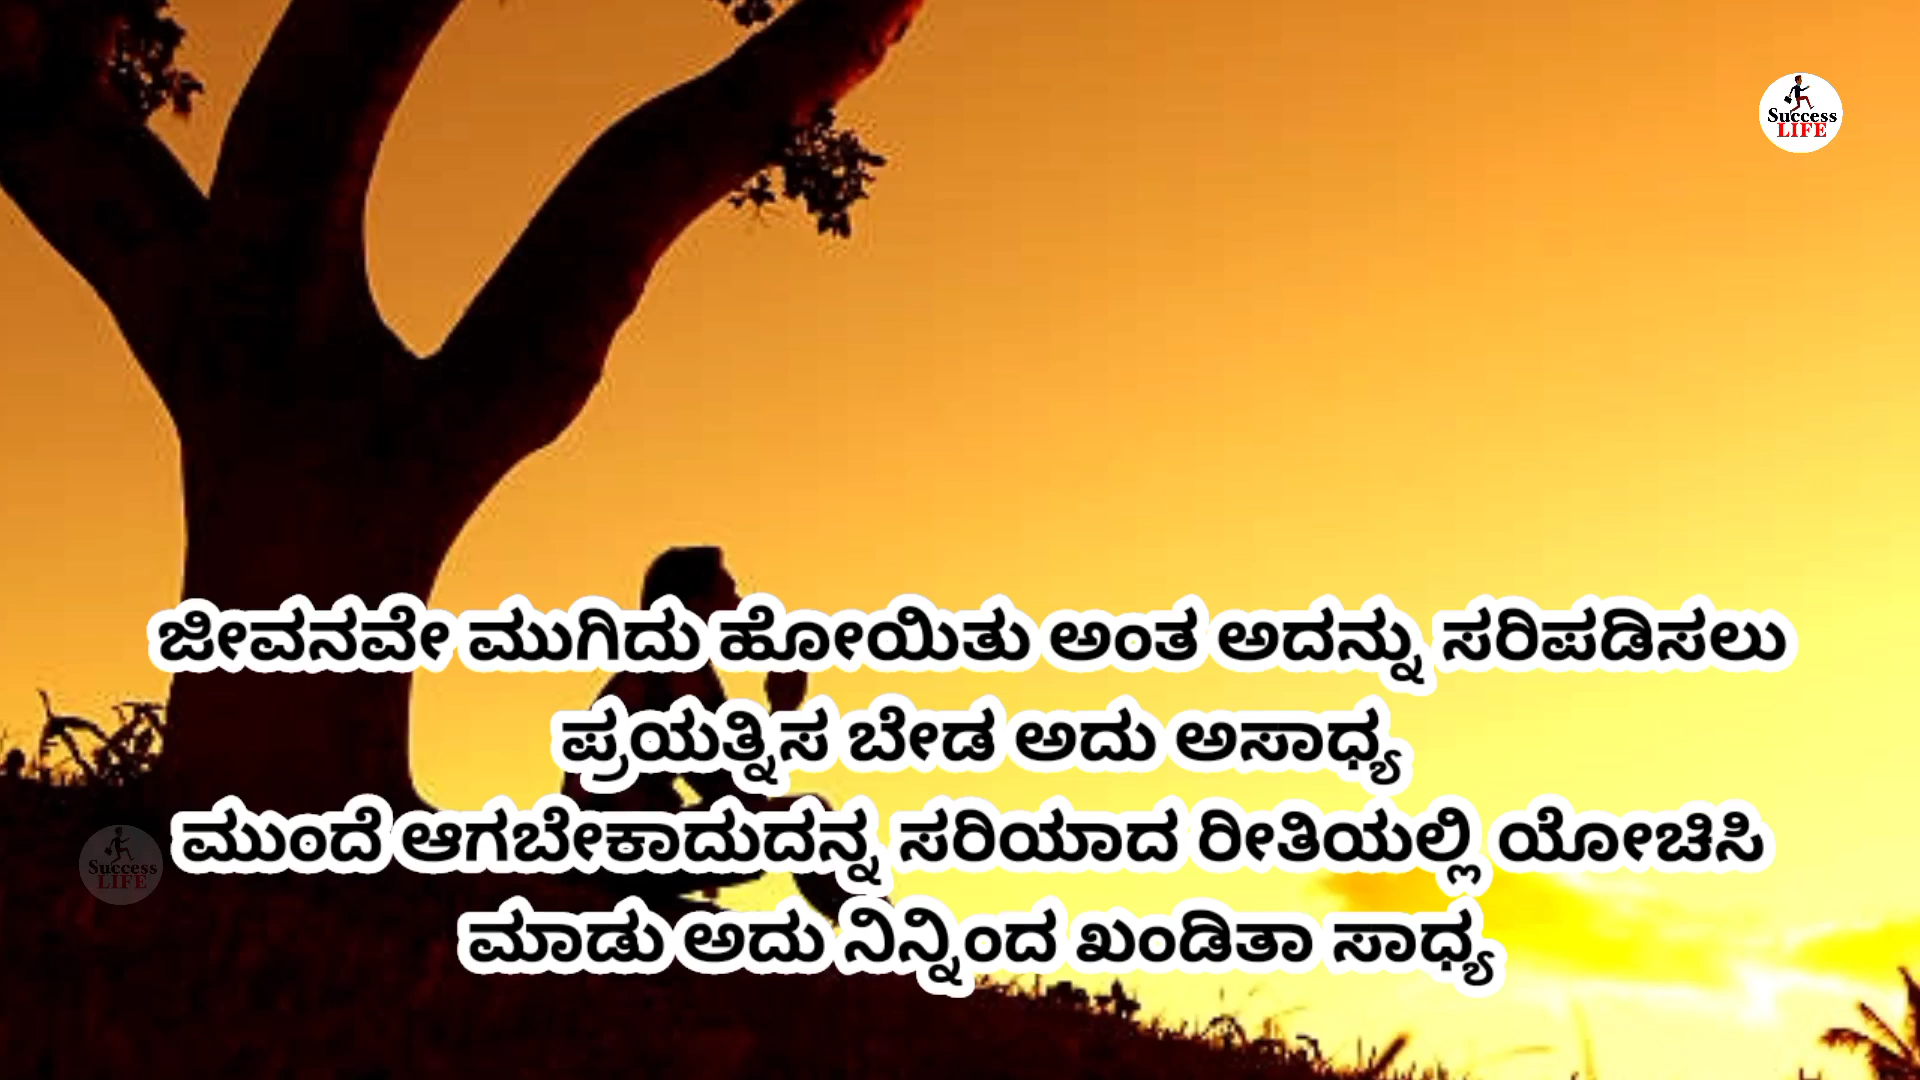 Success
LIFE
ಜೀವನವೇ ಮುಗಿದು ಹೋಯಿತು ಅಂತ ಅದನ್ನು ಸರಿಪಡಿಸಲು
ಪ್ರಯತ್ನಿಸ ಬೇಡ ಅದು ಅಸಾಧ್ಯ
ಮುಂದೆ ಆಗಬೇಕಾದುದನ್ನ ಸರಿಯಾದ ರೀತಿಯಲ್ಲಿ ಯೋಚಿಸಿ
ಮಾಡು ಅದು ನಿನ್ನಿಂದ ಖಂಡಿತಾ ಸಾಧ್ಯ
Success
LIFE